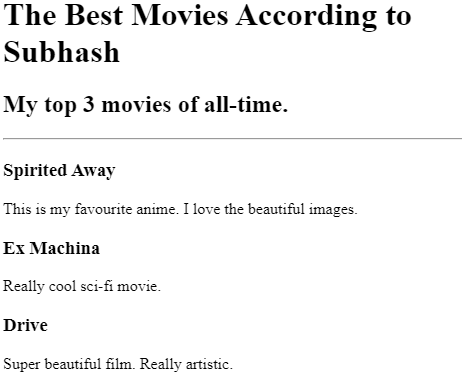 The Best Movies According to
Subhash
My top 3 movies of all-time.
Spirited Away
This is my favourite anime. I love the beautiful images.
Ex Machina
Really cool sci-fi movie.
Drive
Super beautiful film. Really artistic.